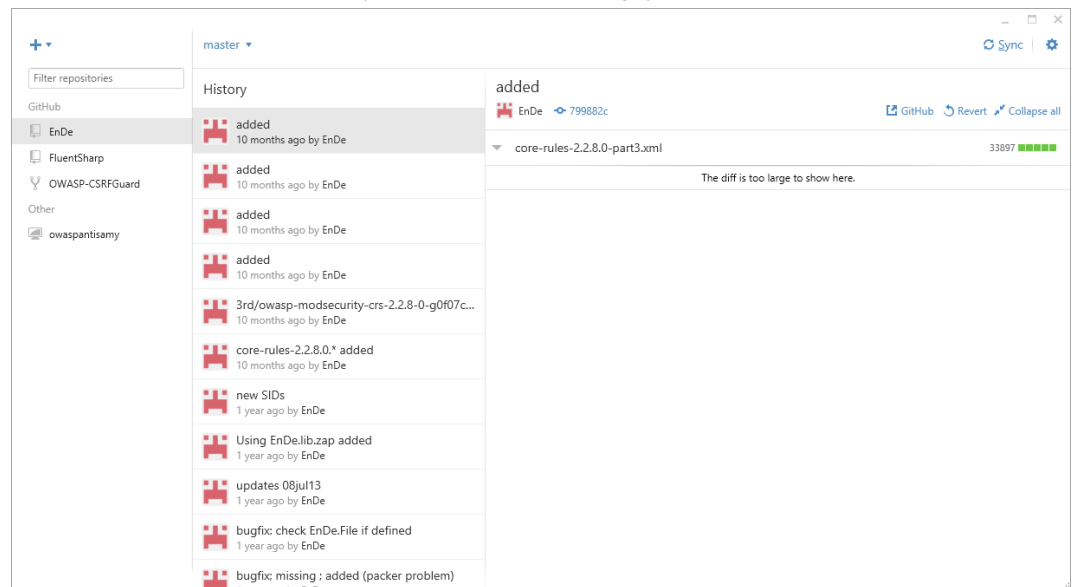 master
Sync
Filter repositories
GitHub
EnDe
FluentSharp
OWASP-CSRFGuard
Other
owaspantisamy
History
added
10 months ago by EnDe
added
10 months ago by EnDe
added
10 months ago by EnDe
added
10 months ago by EnDe
3rd/owasp-modsecurity-crs-2.2.8-0-g0f07c...
10 months ago by EnDe
core-rules-2.2.8.0.* added
10 months ago by EnDe
new SIDs
1 year ago by EnDe
Using EnDe.lib.zap added
1 year ago by EnDe
updates 08jul13
1 year ago by EnDe
bugfix: check EnDe.File if defined
1 year ago by EnDe
bugfix; missing ; added (packer problem)
added
EnDe 799882c
GitHub Revert Collapse all
core-rules-2.2.8.0-part3.xml 33897
The diff is too large to show here.